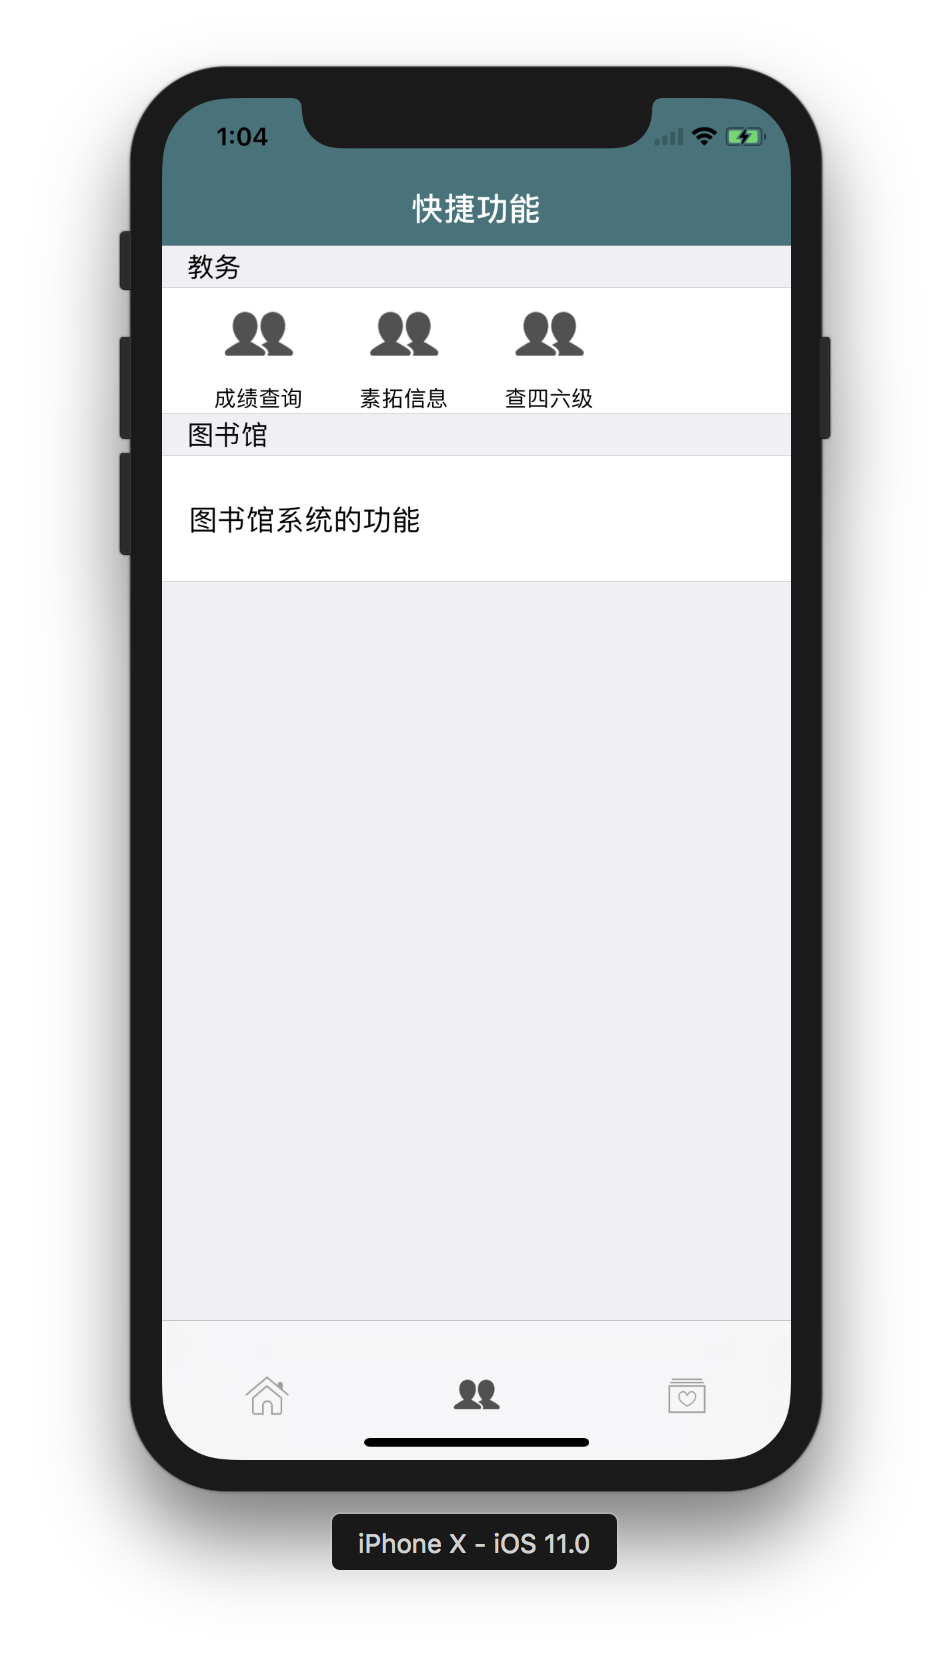 1:04
快捷功能
教务
成绩查询 素拓信息 查四六级
图书馆
图书馆系统的功能
iPhone X - iOS 11.0